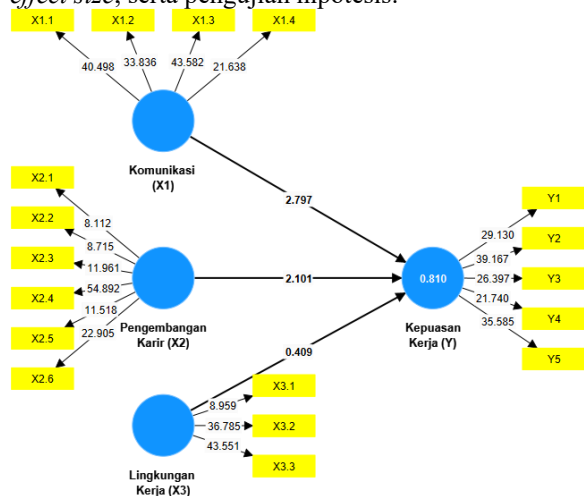 effect size, serta pengujian hipotesis.
X1.1
X1.2
X1.3
X1.4
40.498
33.836
43.582
21.638
Komunikasi
(X1)
X2.1
X2.2
X2.3
X2.4
X2.5
X2.6
8.112
8.715
11.961
54.892
11.518
22.905
Pengembangan
Karir (X2)
2.797
2.101
0.409
X3.1
X3.2
X3.3
8.959
36.785
43.551
Lingkungan
Kerja (X3)
0.810
Kepuasan
Kerja (Y)
29.130
39.167
26.397
21.740
35.585
Y1
Y2
Y3
Y4
Y5